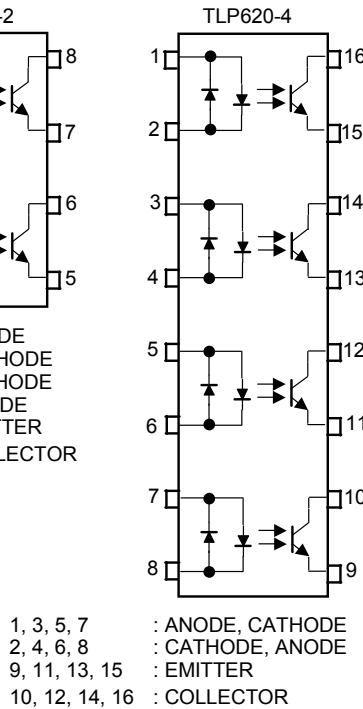 -2
TLP620-4
8
7
6
5
1
2
3
4
5
6
7
8
16
15
14
13
12
11
10
9
DE
HODE
HODE
DE
TTER
LECTOR
1, 3, 5, 7 : ANODE, CATHODE
2, 4, 6, 8 : CATHODE, ANODE
9, 11, 13, 15 : EMITTER
10, 12, 14, 16 : COLLECTOR